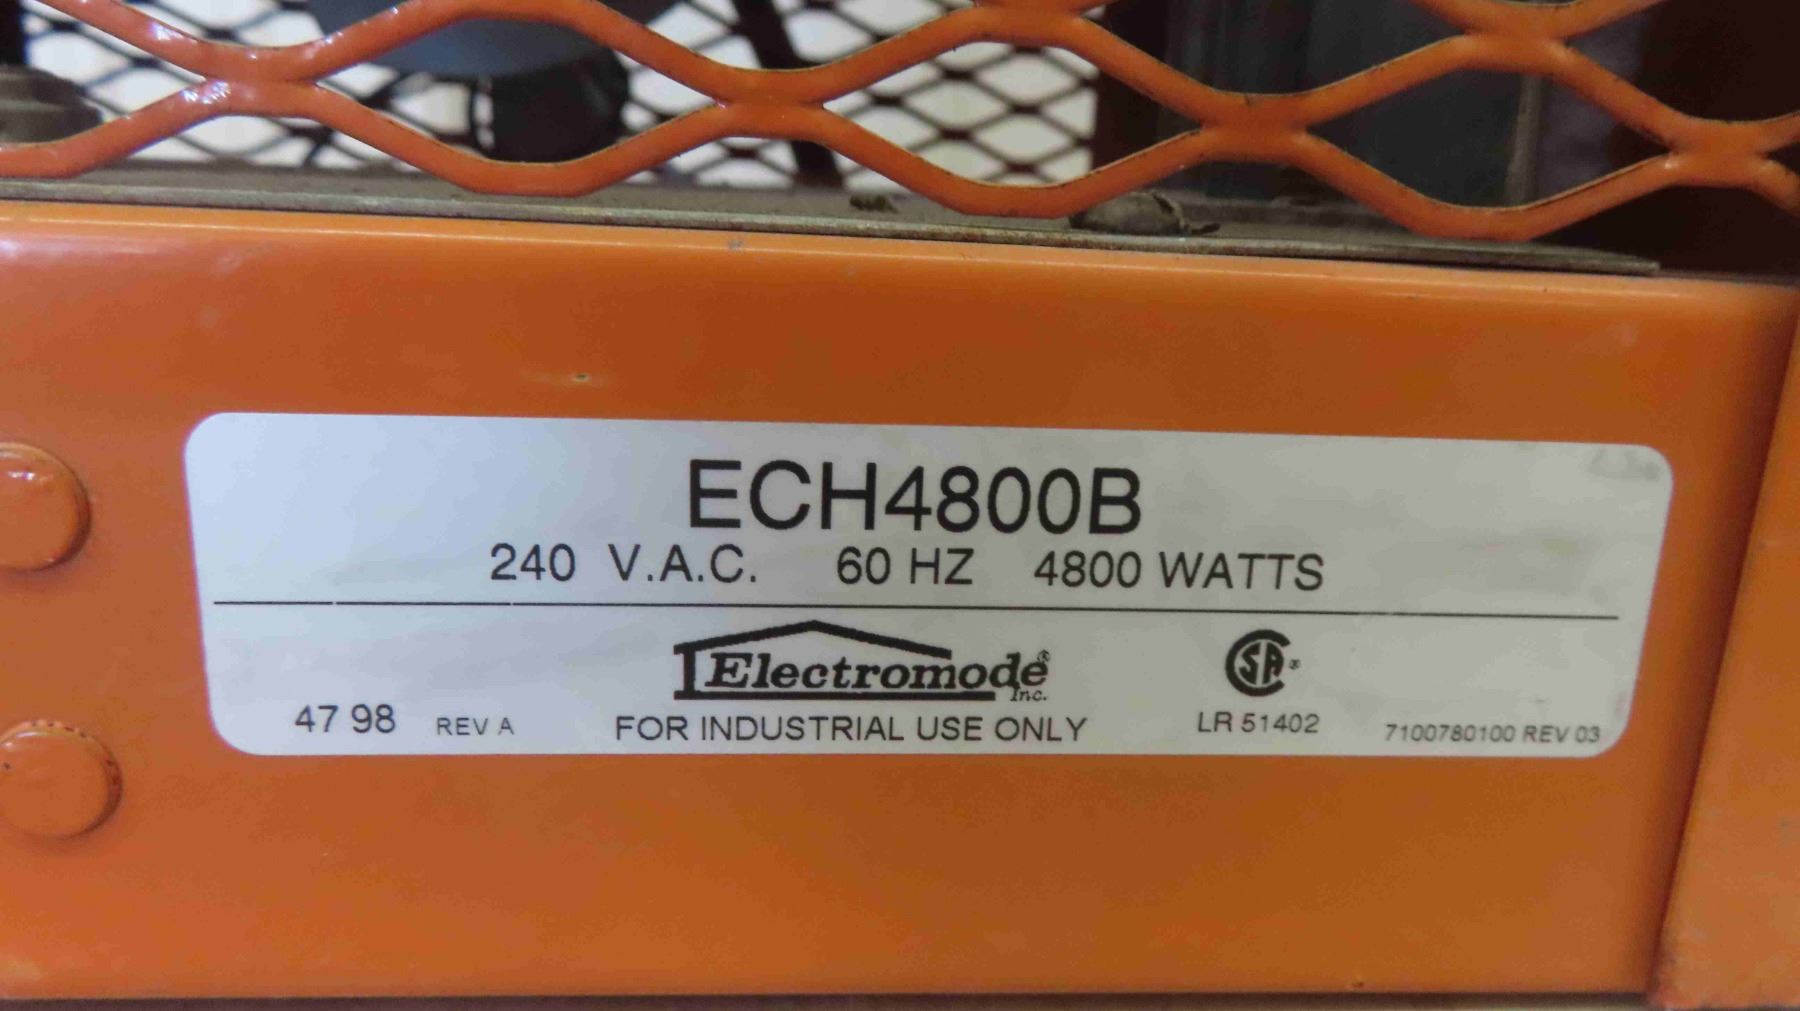 ECH4800B
240 V.A.C. 60 HZ 4800 WATTS
Electromode®
Inc.
CSA®
47 98 REV A FOR INDUSTRIAL USE ONLY LR 51402 7100780100 REV 03